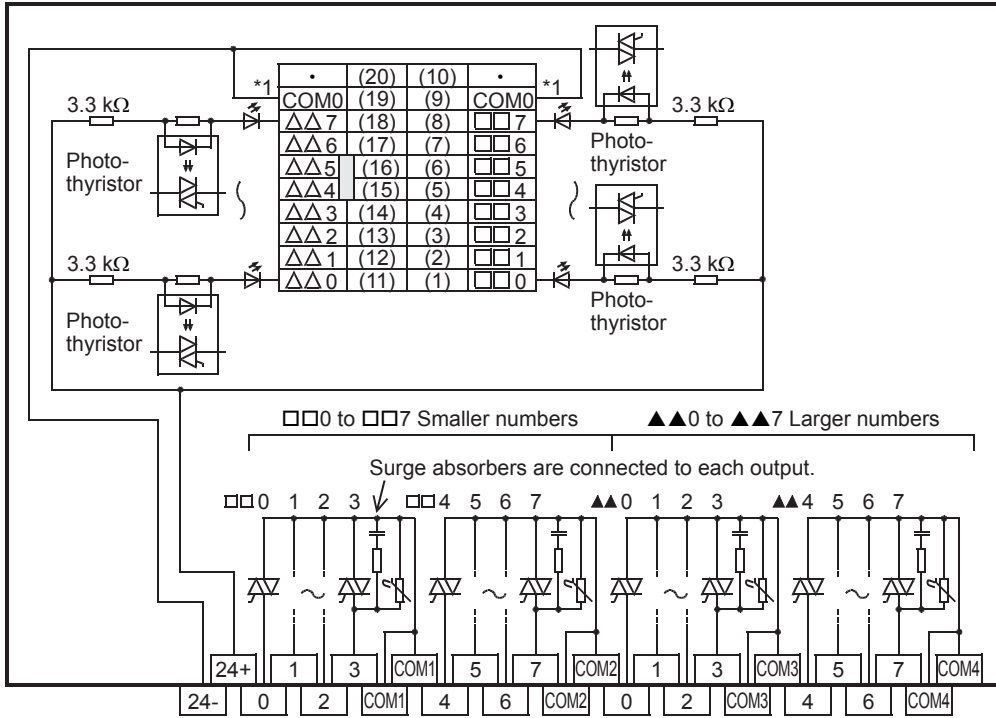 *1 • (20) (10) • *1
COM0 (19) (9) COM0
3.3 kΩ △△7 (18) (8) □□7 3.3 kΩ
△△6 (17) (7) □□6
Photo-
thyristor
Photo-
thyristor
△△5 (16) (6) □□5
△△4 (15) (5) □□4
△△3 (14) (4) □□3
△△2 (13) (3) □□2
3.3 kΩ △△1 (12) (2) □□1 3.3 kΩ
△△0 (11) (1) □□0
Photo-
thyristor
Photo-
thyristor
□□0 to □□7 Smaller numbers ▲▲0 to ▲▲7 Larger numbers
Surge absorbers are connected to each output.
□□0 1 2 3 □□4 5 6 7 ▲▲0 1 2 3 ▲▲4 5 6 7
24+ 1 3 COM1 5 7 COM2 1 3 COM3 5 7 COM4
24- 0 2 COM1 4 6 COM2 0 2 COM3 4 6 COM4